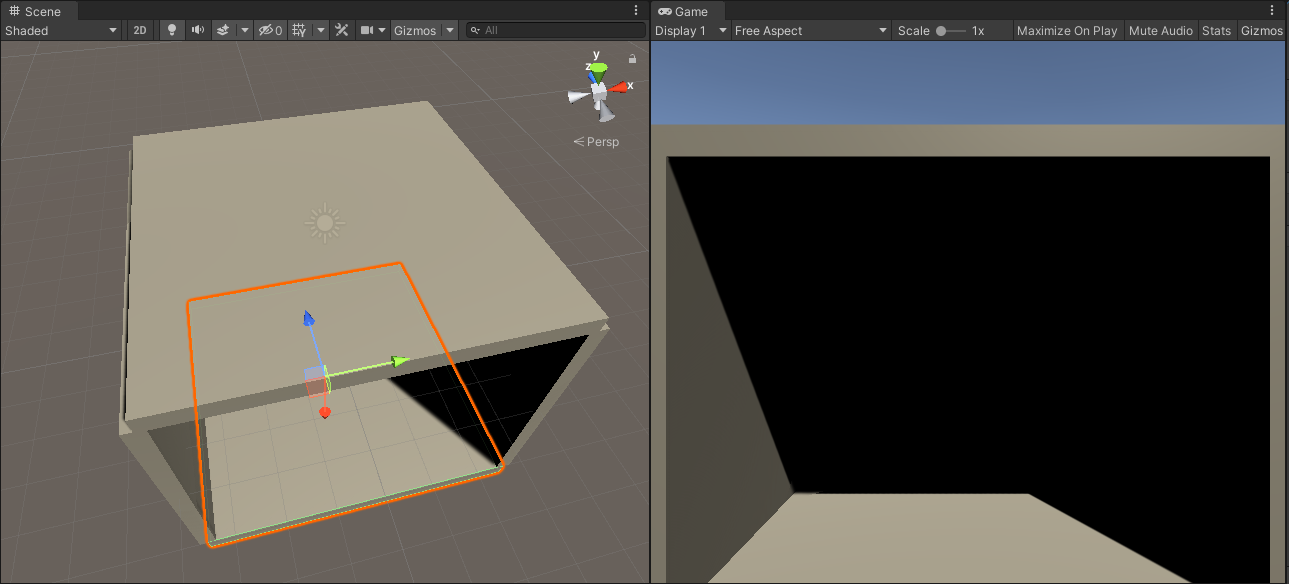 Scene
Shaded 2D 0 Gizmos All
y
z
x
Persp
Game
Display 1 Free Aspect Scale 1x Maximize On Play Mute Audio Stats Gizmos